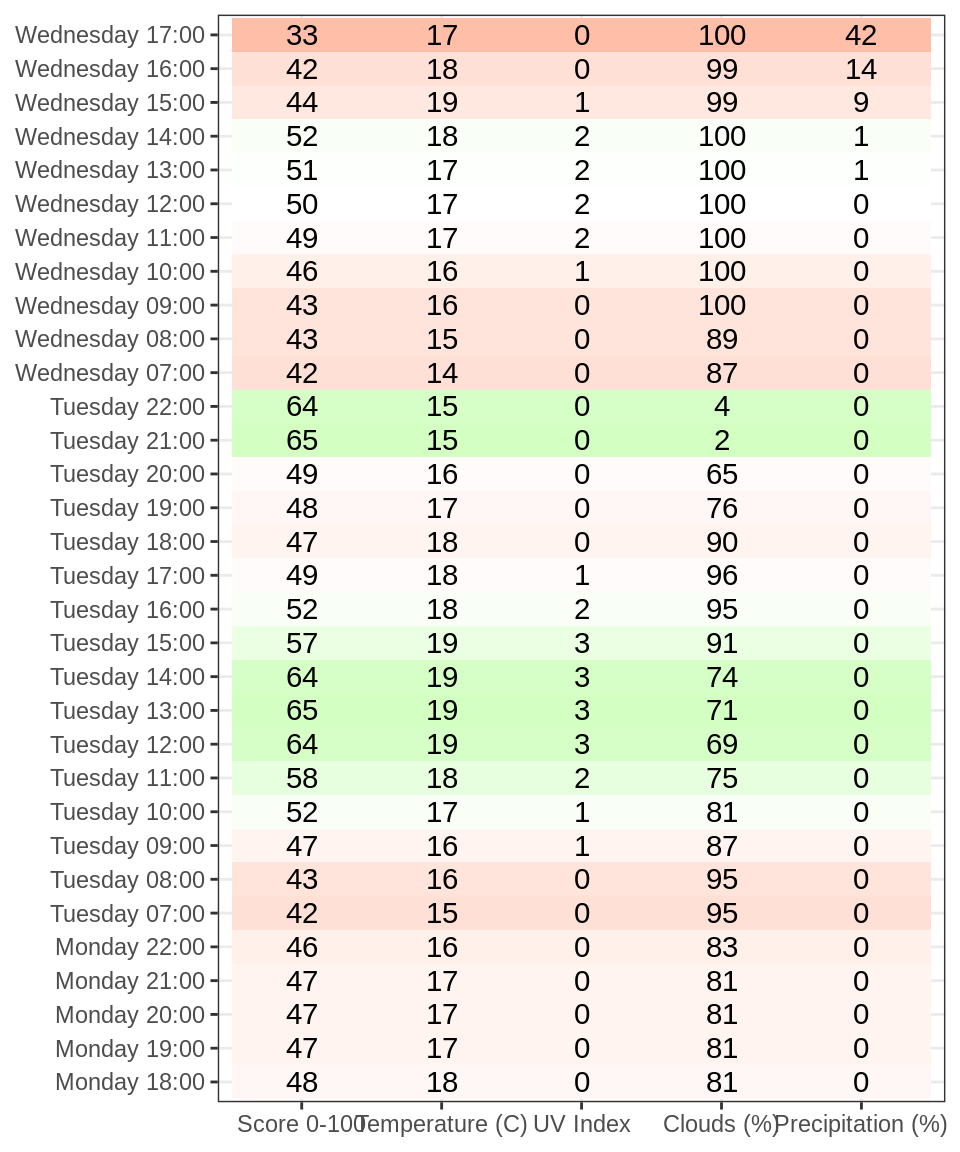 Wednesday 17:00 33 17 0 100 42
Wednesday 16:00 42 18 0 99 14
Wednesday 15:00 44 19 1 99 9
Wednesday 14:00 52 18 2 100 1
Wednesday 13:00 51 17 2 100 1
Wednesday 12:00 50 17 2 100 0
Wednesday 11:00 49 17 2 100 0
Wednesday 10:00 46 16 1 100 0
Wednesday 09:00 43 16 0 100 0
Wednesday 08:00 43 15 0 89 0
Wednesday 07:00 42 14 0 87 0
Tuesday 22:00 64 15 0 4 0
Tuesday 21:00 65 15 0 2 0
Tuesday 20:00 49 16 0 65 0
Tuesday 19:00 48 17 0 76 0
Tuesday 18:00 47 18 0 90 0
Tuesday 17:00 49 18 1 96 0
Tuesday 16:00 52 18 2 95 0
Tuesday 15:00 57 19 3 91 0
Tuesday 14:00 64 19 3 74 0
Tuesday 13:00 65 19 3 71 0
Tuesday 12:00 64 19 3 69 0
Tuesday 11:00 58 18 2 75 0
Tuesday 10:00 52 17 1 81 0
Tuesday 09:00 47 16 1 87 0
Tuesday 08:00 43 16 0 95 0
Tuesday 07:00 42 15 0 95 0
Monday 22:00 46 16 0 83 0
Monday 21:00 47 17 0 81 0
Monday 20:00 47 17 0 81 0
Monday 19:00 47 17 0 81 0
Monday 18:00 48 18 0 81 0
Score 0-100 Temperature (C) UV Index Clouds (%) Precipitation (%)